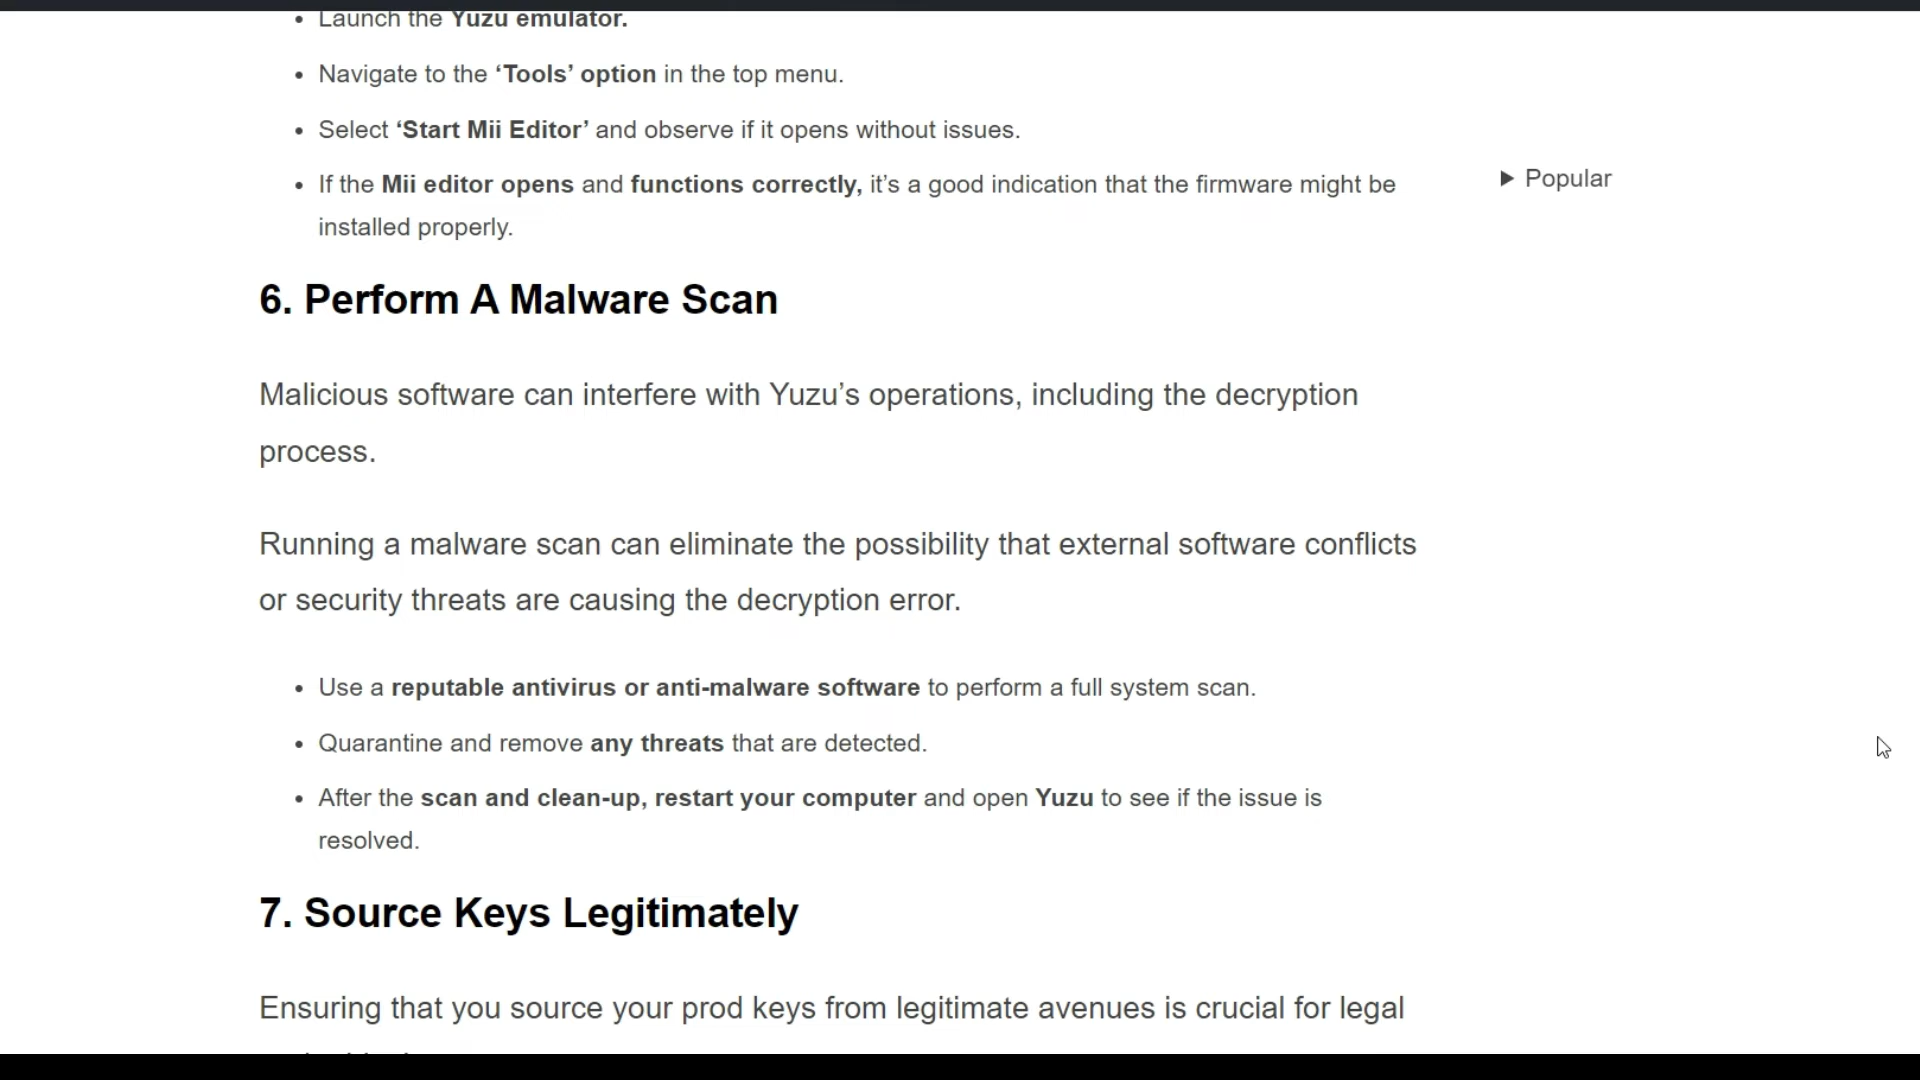 • Launch the Yuzu emulator.
• Navigate to the ‘Tools’ option in the top menu.
• Select ‘Start Mii Editor’ and observe if it opens without issues.
• If the Mii editor opens and functions correctly, it’s a good indication that the firmware might be
installed properly.
▶ Popular
6. Perform A Malware Scan
Malicious software can interfere with Yuzu’s operations, including the decryption
process.
Running a malware scan can eliminate the possibility that external software conflicts
or security threats are causing the decryption error.
• Use a reputable antivirus or anti-malware software to perform a full system scan.
• Quarantine and remove any threats that are detected.
• After the scan and clean-up, restart your computer and open Yuzu to see if the issue is
resolved.
7. Source Keys Legitimately
Ensuring that you source your prod keys from legitimate avenues is crucial for legal